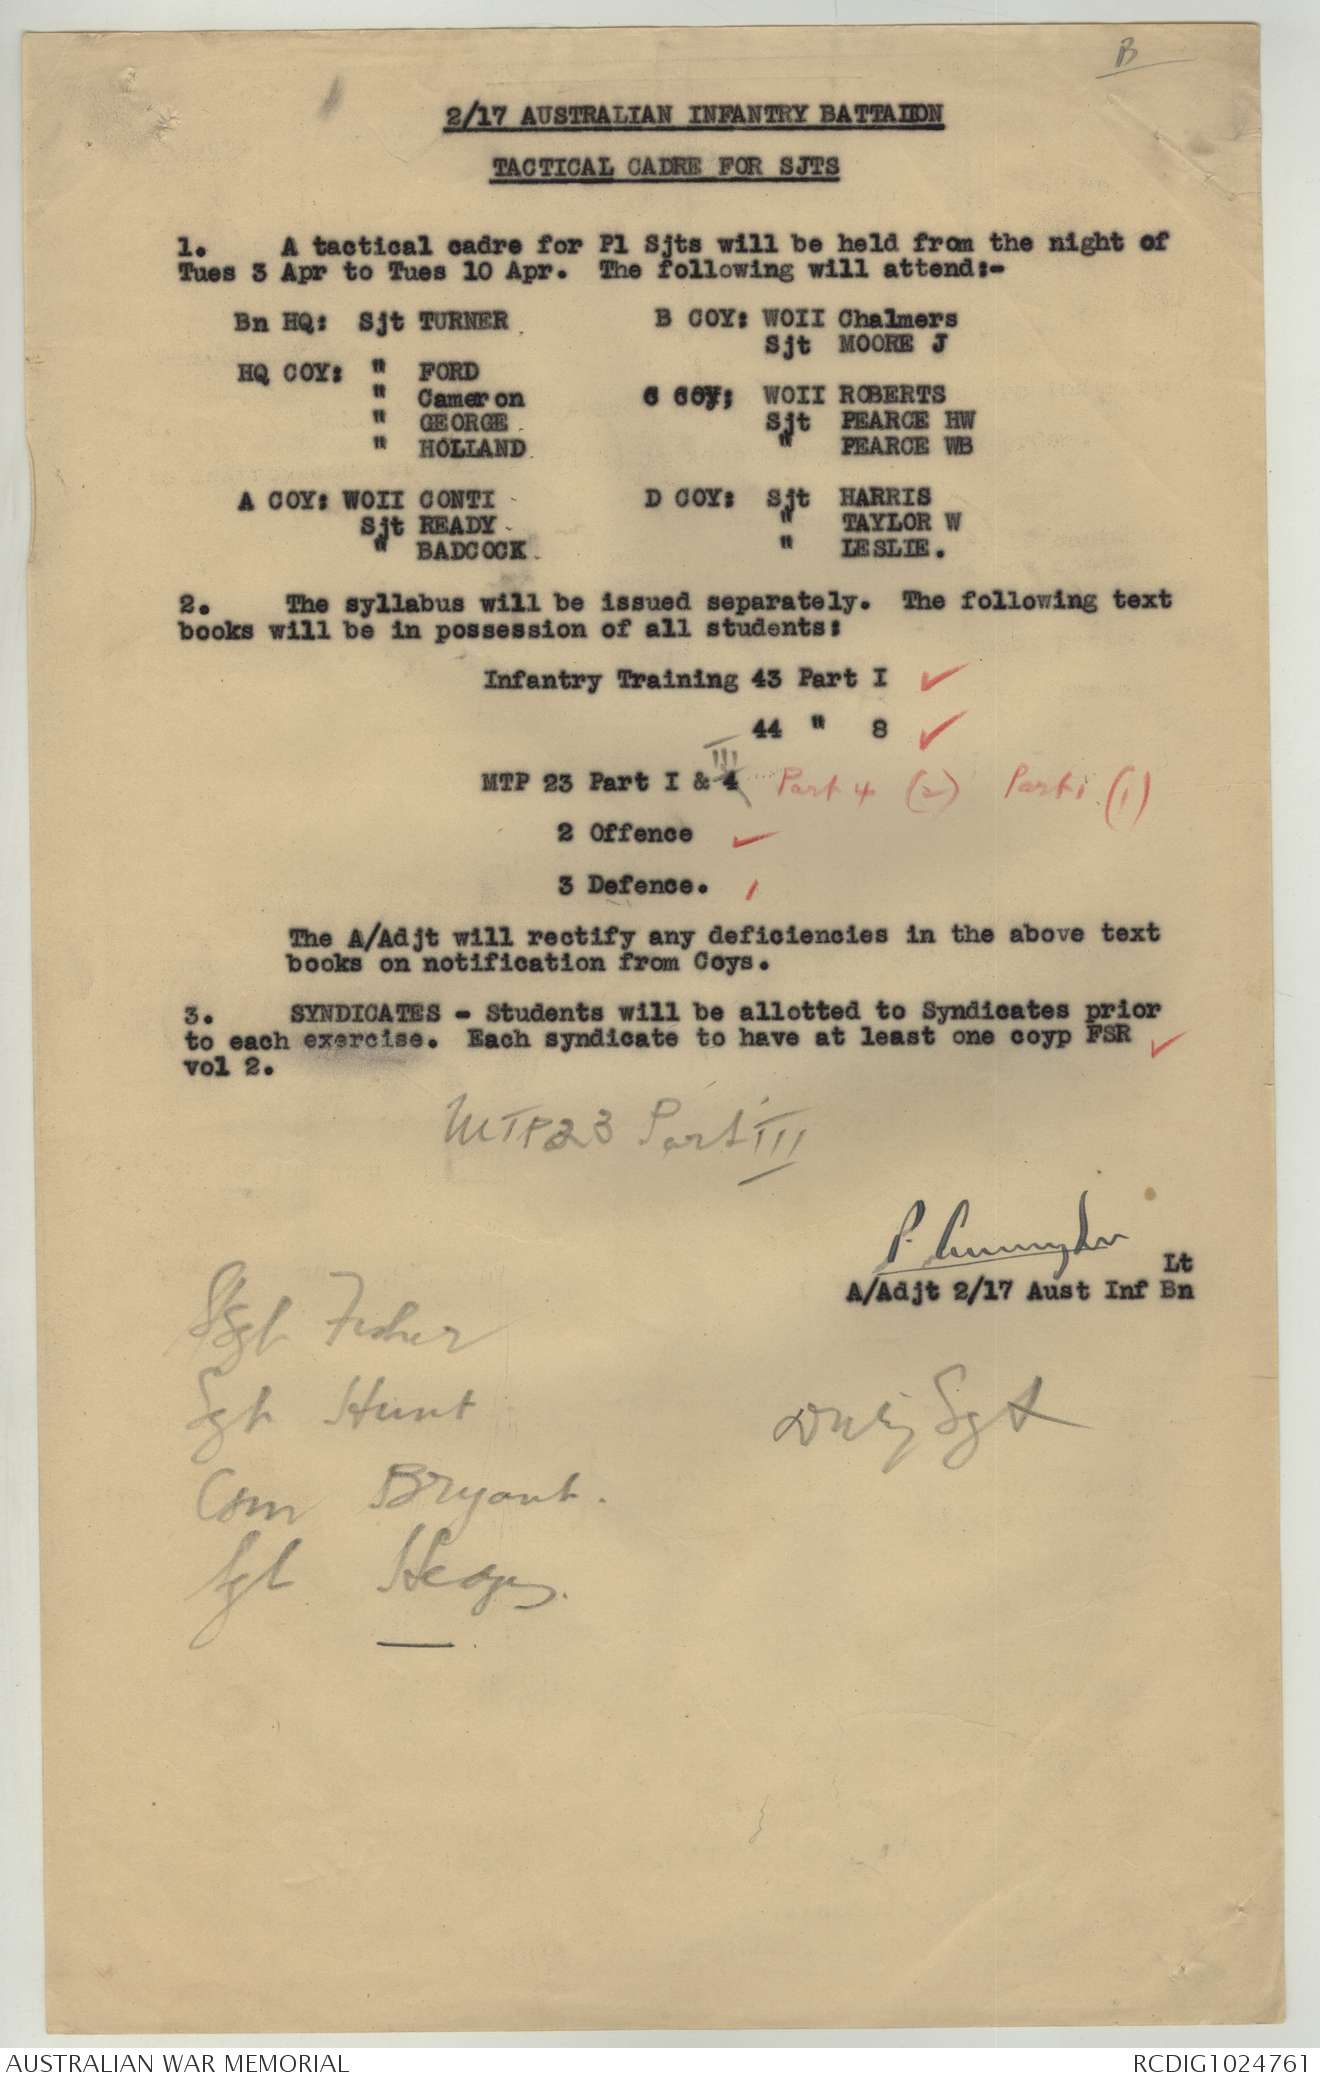 B
2/17 AUSTRALIAN INFANTRY BATTAION
TACTICAL CADRE FOR SJTS
1. A tactical cadre for Pl Sjts will be held from the night of
Tues 3 Apr to Tues 10 Apr. The following will attend:-
Bn HQ: Sjt TURNER
HQ COY: " FORD
" Cameron
" GEORGE
" HOLLAND
A COY: WOII CONTI
Sjt READY
" BADCOCK
B COY: WOII Chalmers
Sjt MOORE J
C COY: WOII ROBERTS
Sjt PEARCE HW
" PEARCE WB
D COY: Sjt HARRIS
" TAYLOR W
" LESLIE.
2. The syllabus will be issued separately. The following text
books will be in possession of all students:
Infantry Training 43 Part I ✓
44 " 8 ✓
III
MTP 23 Part I & 4 Part 4 (2) Part 1 (1)
2 Offence ✓
3 Defence. /
The A/Adjt will rectify any deficiencies in the above text
books on notification from Coys.
3. SYNDICATES - Students will be allotted to Syndicates prior
to each exercise. Each syndicate to have at least one coyp FSR ✓
vol 2.
MTP23 Part III
P. Cunnington
Lt
A/Adjt 2/17 Aust Inf Bn
S/Sgt Fisher
Sgt Hunt
Duty Sgt
Bryant.
Sgt